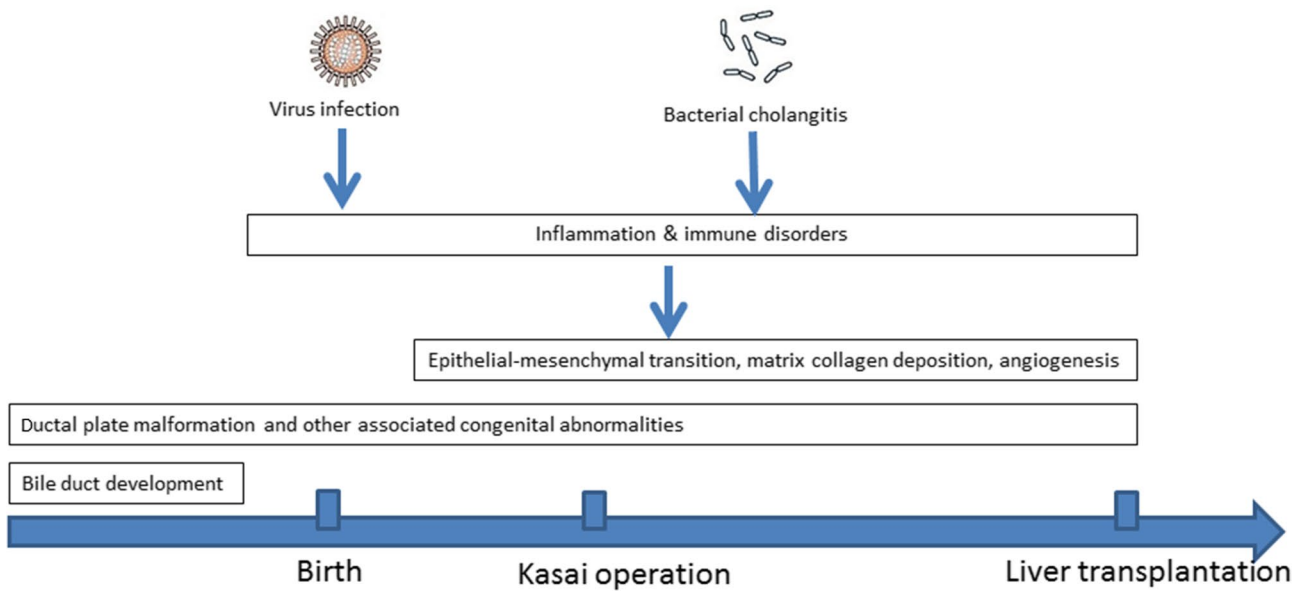 Virus infection
Bacterial cholangitis
Inflammation & immune disorders
Epithelial-mesenchymal transition, matrix collagen deposition, angiogenesis
Ductal plate malformation and other associated congenital abnormalities
Bile duct development
Birth
Kasai operation
Liver transplantation